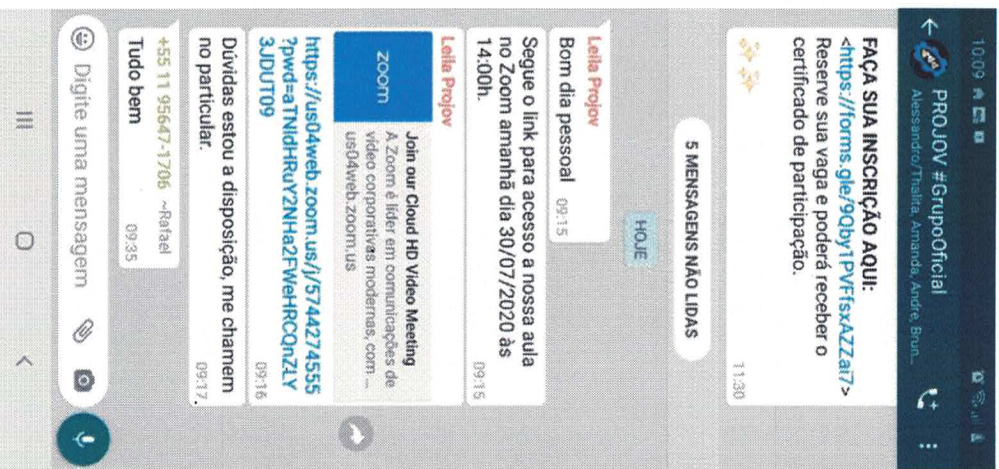 10:09
PROJOV #GrupoOficial
Alessandro/Thalita, Amanda, Andre, Brun...
FAÇA SUA INSCRIÇÃO AQUI:
<https://forms.gle/9Qby1PVFfsxAZZai7>
Reserve sua vaga e poderá receber o
certificado de participação.
11:30
5 MENSAGENS NÃO LIDAS
HOJE
Leila Projov
Bom dia pessoal 09:15
Segue o link para acesso a nossa aula
no Zoom amanhã dia 30/07/2020 às
14:00h.
09:15
Leila Projov
zoom
Join our Cloud HD Video Meeting
A Zoom é líder em comunicações de
vídeo corporativas modernas, com ...
us04web.zoom.us
https://us04web.zoom.us/j/5744274555
?pwd=aTNldHRuY2NHa2FWeHRCQnZLY
3JDUT09
09:16
Dúvidas estou a disposição, me chamem
no particular.
09:17
+55 11 95647-1706 ~Rafael
Tudo bem
09:35
Digite uma mensagem